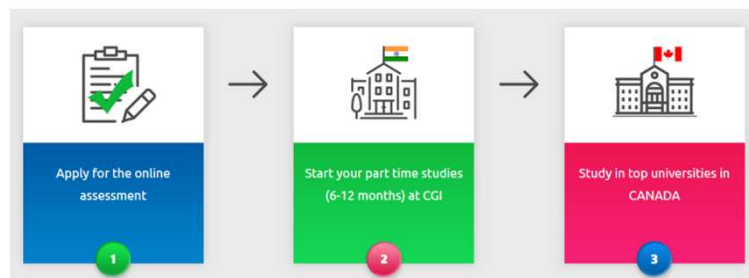 Apply for the online
assessment
1
Start your part time studies
(6-12 months) at CGI
2
Study in top universities in
CANADA
3